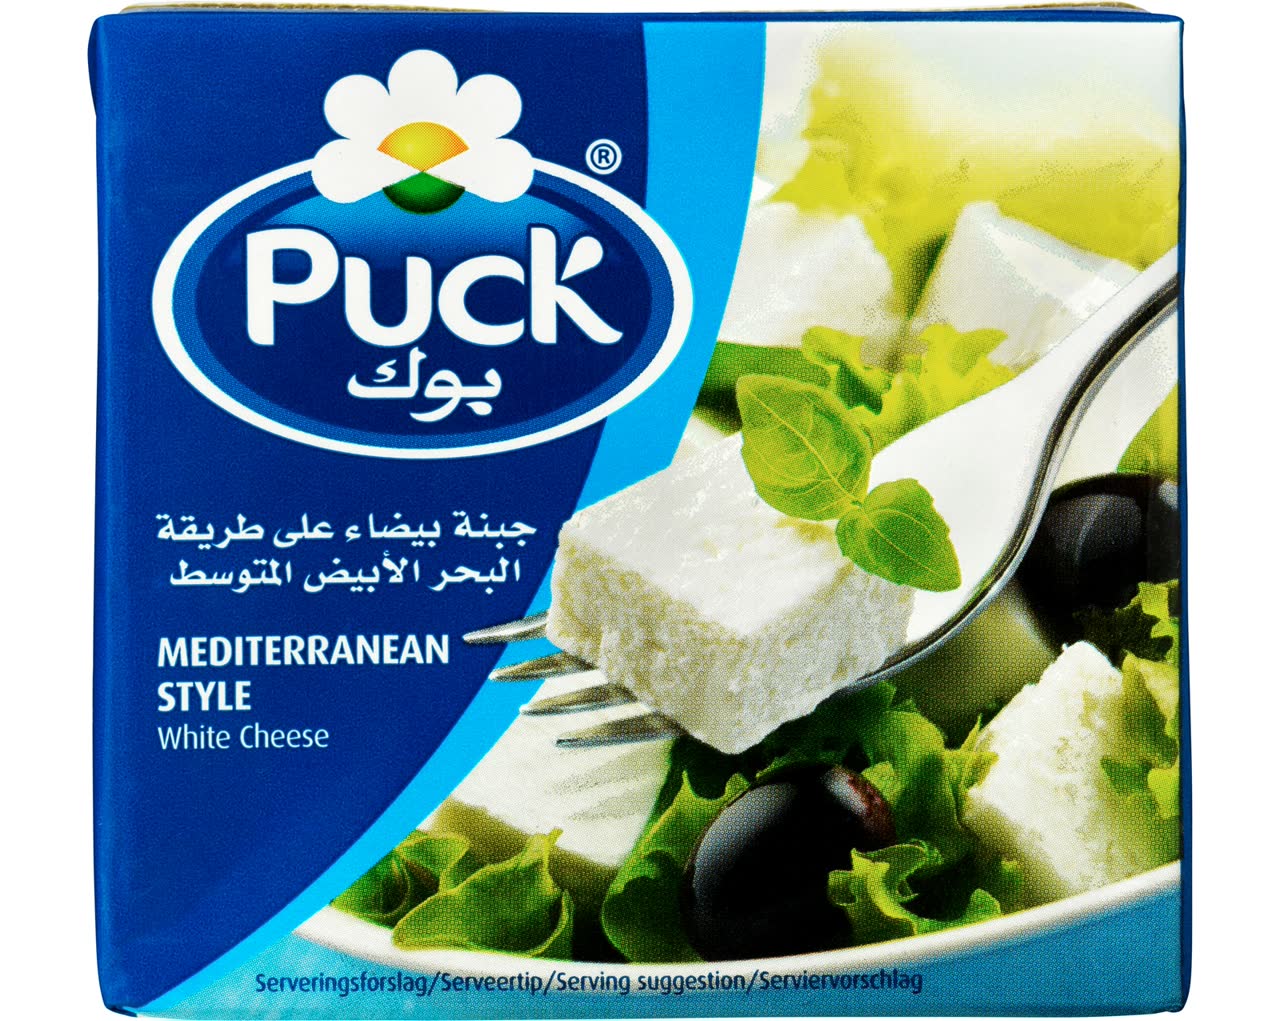 ®
Puck
بوك
جبنة بيضاء على طريقة
البحر الأبيض المتوسط
MEDITERRANEAN
STYLE
White Cheese
Serveringsforslag/Serveertip/Serving suggestion/Serviervorschlag